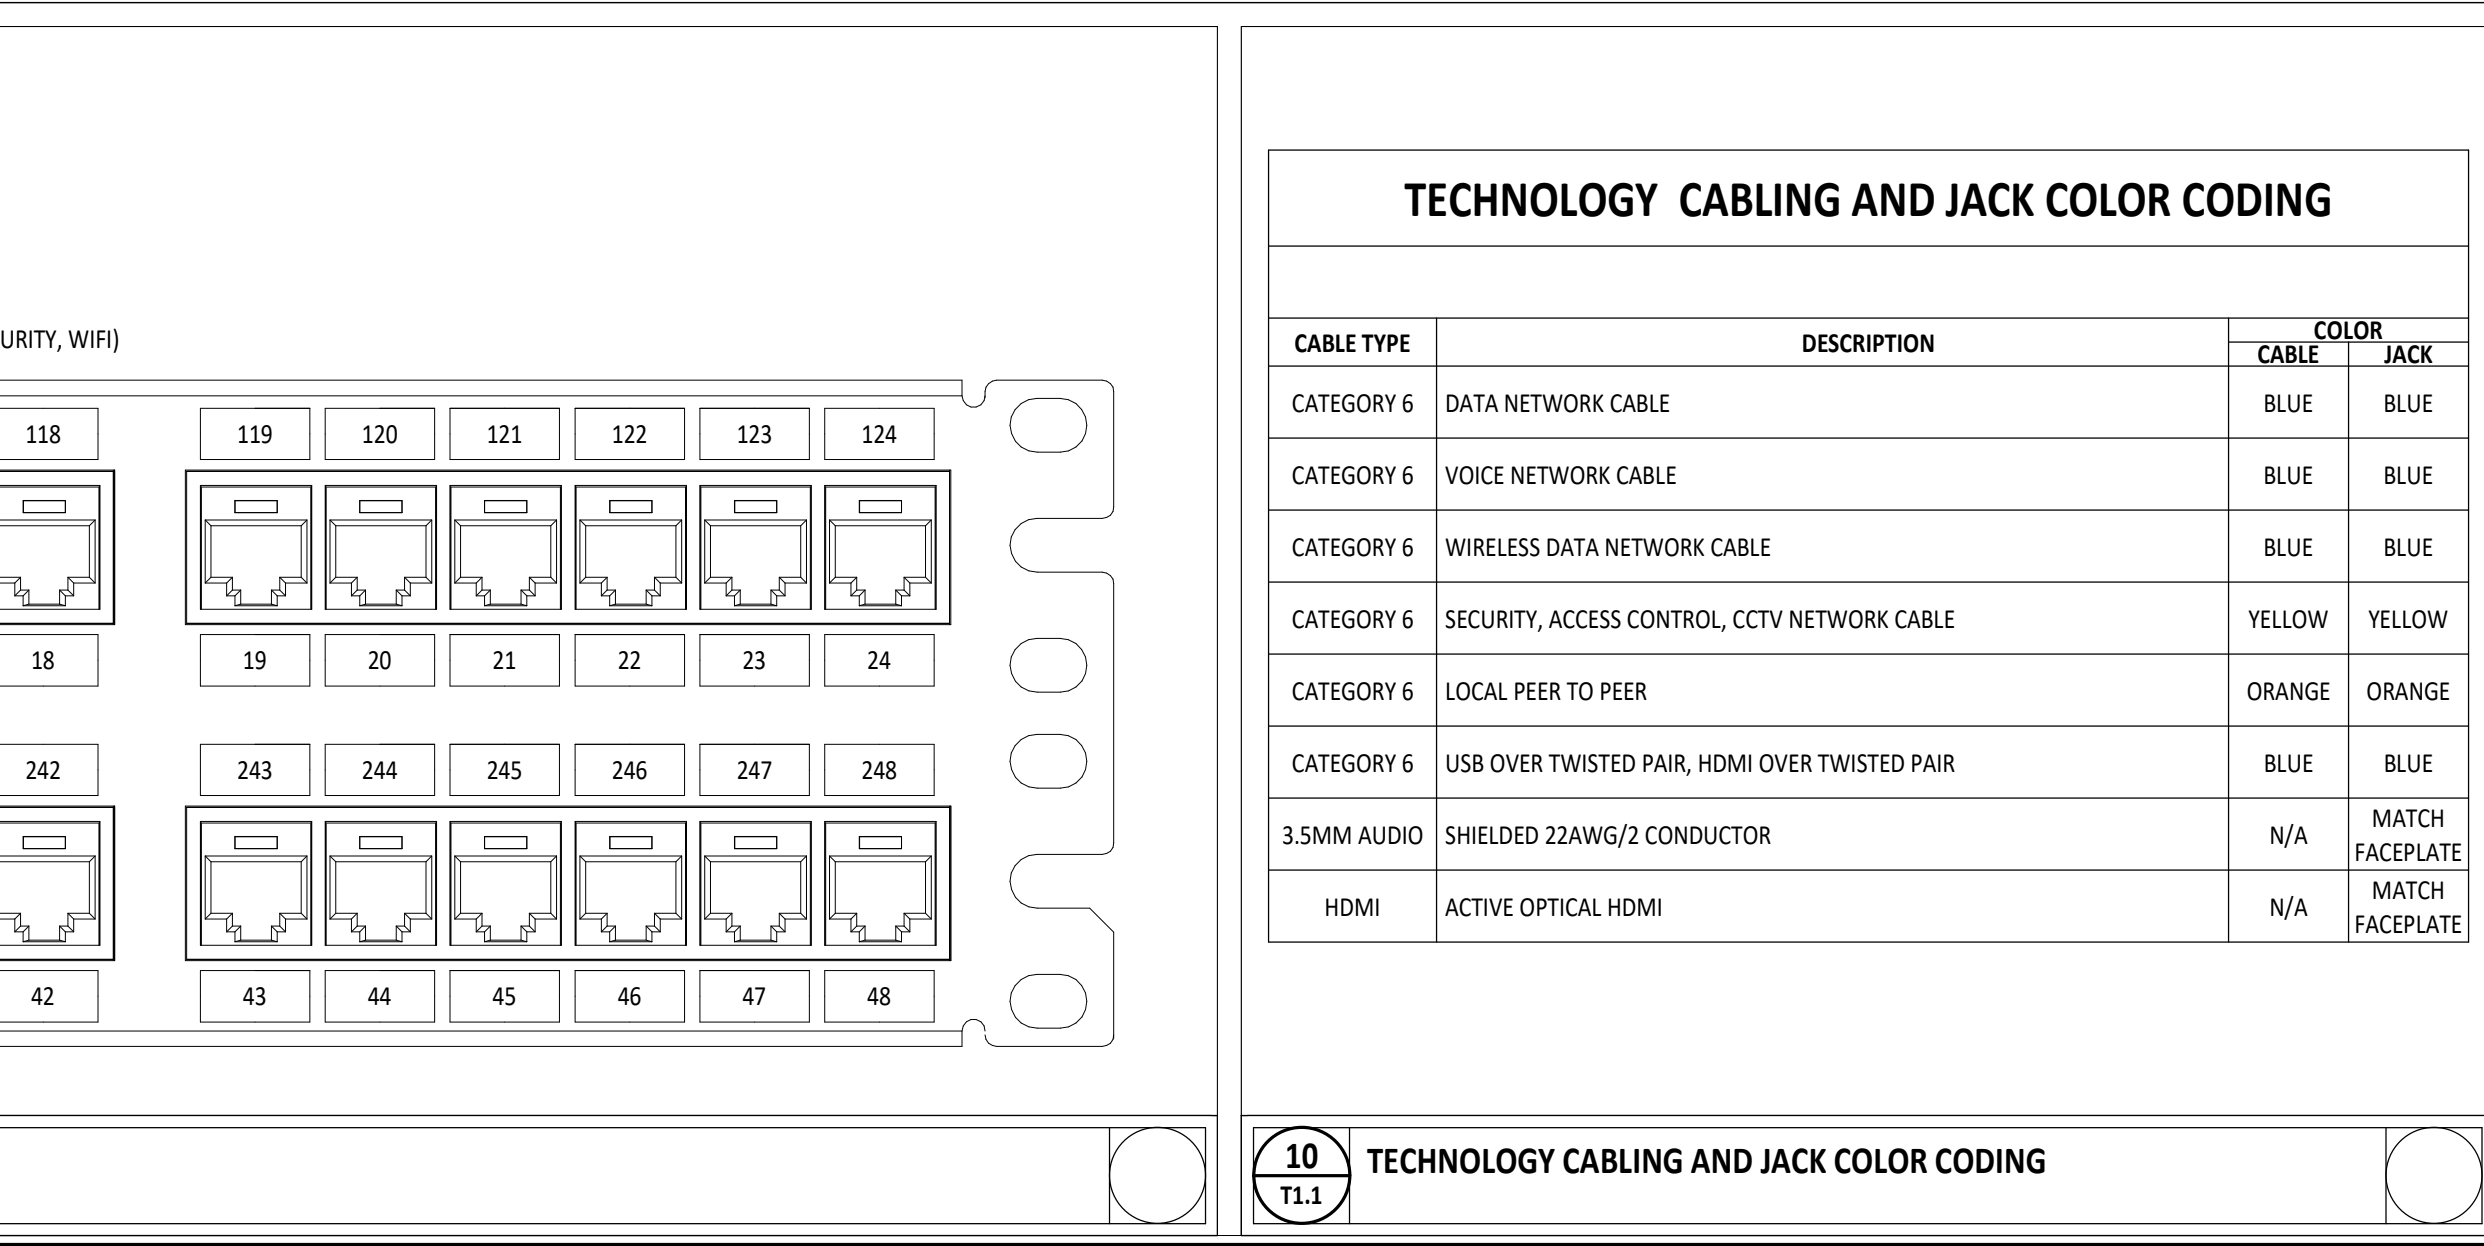 URITY, WIFI)
118 119 120 121 122 123 124
18 19 20 21 22 23 24
242 243 244 245 246 247 248
42 43 44 45 46 47 48
TECHNOLOGY CABLING AND JACK COLOR CODING
CABLE TYPE DESCRIPTION COLOR
CABLE JACK
CATEGORY 6 DATA NETWORK CABLE BLUE BLUE
CATEGORY 6 VOICE NETWORK CABLE BLUE BLUE
CATEGORY 6 WIRELESS DATA NETWORK CABLE BLUE BLUE
CATEGORY 6 SECURITY, ACCESS CONTROL, CCTV NETWORK CABLE YELLOW YELLOW
CATEGORY 6 LOCAL PEER TO PEER ORANGE ORANGE
CATEGORY 6 USB OVER TWISTED PAIR, HDMI OVER TWISTED PAIR BLUE BLUE
3.5MM AUDIO SHIELDED 22AWG/2 CONDUCTOR N/A MATCH
FACEPLATE
HDMI ACTIVE OPTICAL HDMI N/A MATCH
FACEPLATE
10 TECHNOLOGY CABLING AND JACK COLOR CODING
T1.1